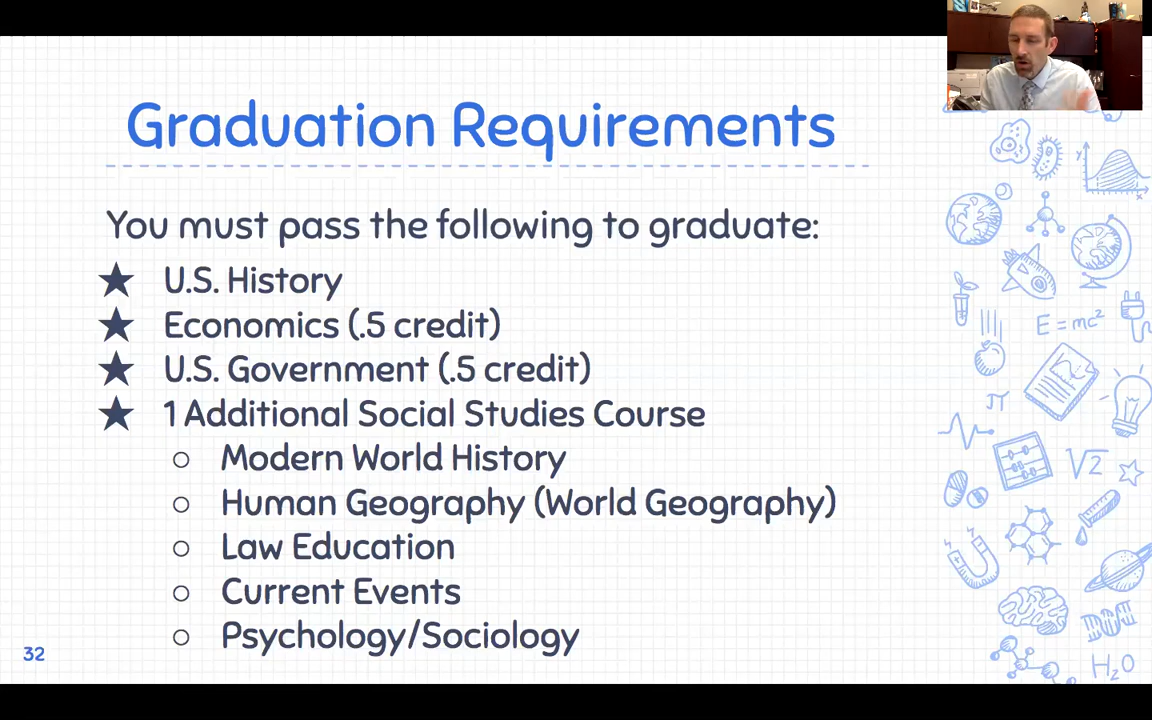 Graduation Requirements
You must pass the following to graduate:
★ U.S. History
★ Economics (.5 credit)
★ U.S. Government (.5 credit)
★ 1 Additional Social Studies Course
○ Modern World History
○ Human Geography (World Geography)
○ Law Education
○ Current Events
○ Psychology/Sociology
32
y
x
E = mc²
π
√2
H₂O